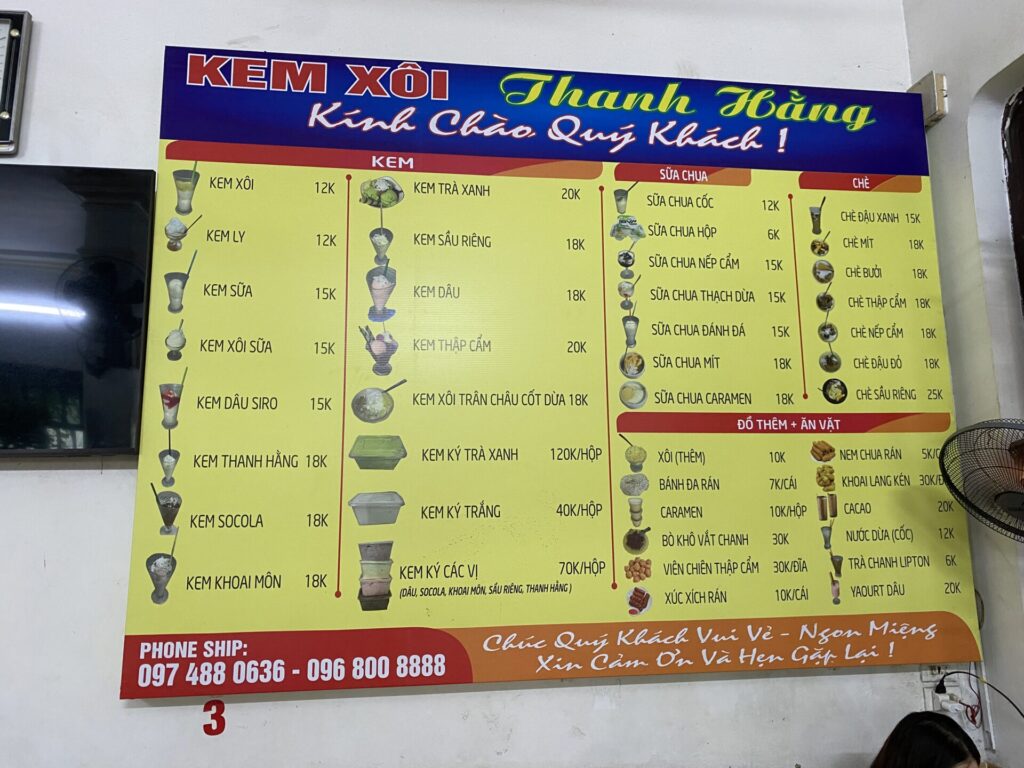 KEM XÔI Thanh Hằng
Kính Chào Quý Khách !
KEM
KEM XÔI 12K
KEM LY 12K
KEM SỮA 15K
KEM XÔI SỮA 15K
KEM DÂU SIRO 15K
KEM THANH HẰNG 18K
KEM SOCOLA 18K
KEM KHOAI MÔN 18K
KEM TRÀ XANH 20K
KEM SẦU RIÊNG 18K
KEM DÂU 18K
KEM THẬP CẨM 20K
KEM XÔI TRÂN CHÂU CỐT DỪA 18K
KEM KÝ TRÀ XANH 120K/HỘP
KEM KÝ TRẮNG 40K/HỘP
KEM KÝ CÁC VỊ 70K/HỘP
(DÂU, SOCOLA, KHOAI MÔN, SẦU RIÊNG, THANH HẰNG )
SỮA CHUA
SỮA CHUA CỐC 12K
SỮA CHUA HỘP 6K
SỮA CHUA NẾP CẨM 15K
SỮA CHUA THẠCH DỪA 15K
SỮA CHUA ĐÁNH ĐÁ 15K
SỮA CHUA MÍT 18K
SỮA CHUA CARAMEN 18K
CHÈ
CHÈ ĐẬU XANH 15K
CHÈ MÍT 18K
CHÈ BƯỞI 18K
CHÈ THẬP CẨM 18K
CHÈ NẾP CẨM 18K
CHÈ ĐẬU ĐỎ 18K
CHÈ SẦU RIÊNG 25K
ĐỒ THÊM + ĂN VẶT
XÔI (THÊM) 10K
BÁNH ĐA RÁN 7K/CÁI
CARAMEN 10K/HỘP
BÒ KHÔ VẮT CHANH 30K
VIÊN CHIÊN THẬP CẨM 30K/ĐĨA
XÚC XÍCH RÁN 10K/CÁI
NEM CHUA RÁN
KHOAI LANG KÉN
CACAO 20K
NƯỚC DỪA (CỐC) 12K
TRÀ CHANH LIPTON 6K
YAOURT DÂU 20K
PHONE SHIP:
097 488 0636 - 096 800 8888
Chúc Quý Khách Vui Vẻ - Ngon Miệng
Xin Cảm Ơn Và Hẹn Gặp Lại !
3